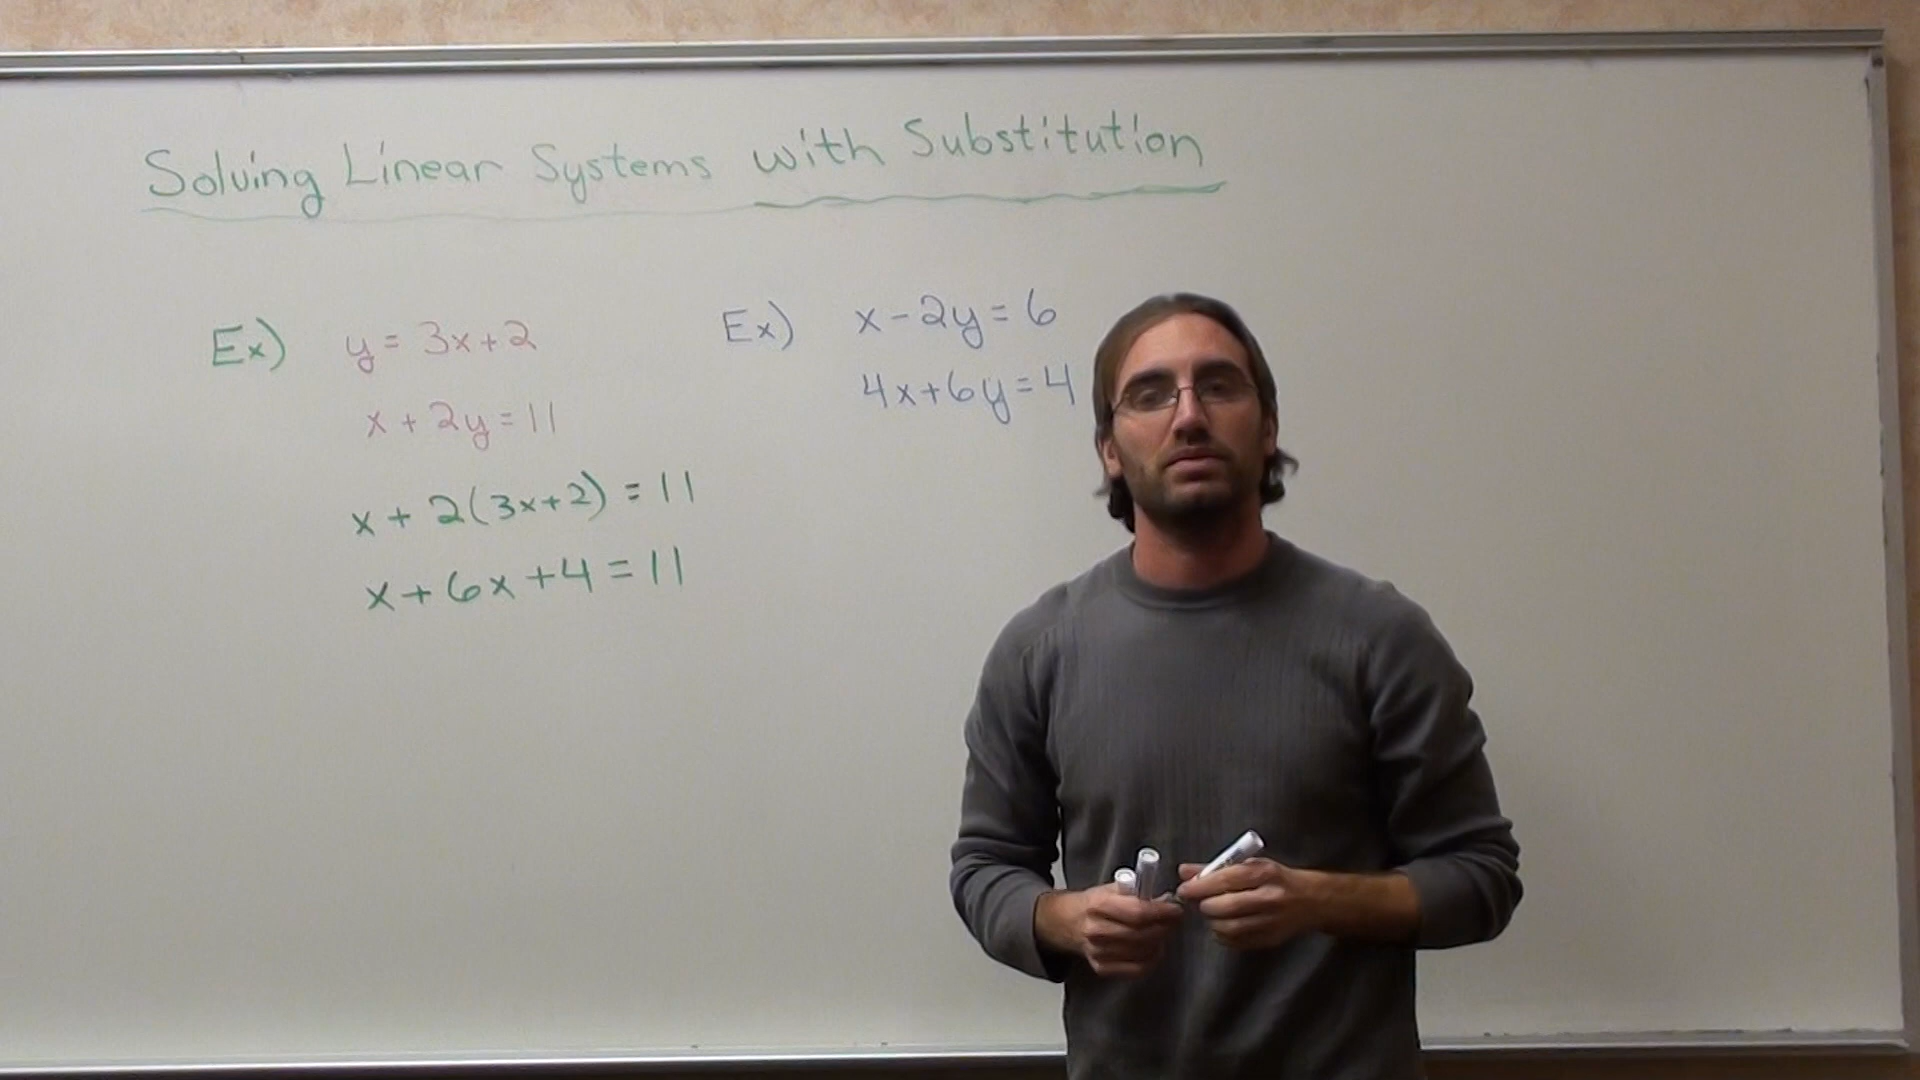 Solving Linear Systems with Substitution
Ex) y = 3x+2
x + 2y = 11
x + 2(3x+2) = 11
x + 6x + 4 = 11
Ex) x - 2y = 6
4x + 6y = 4